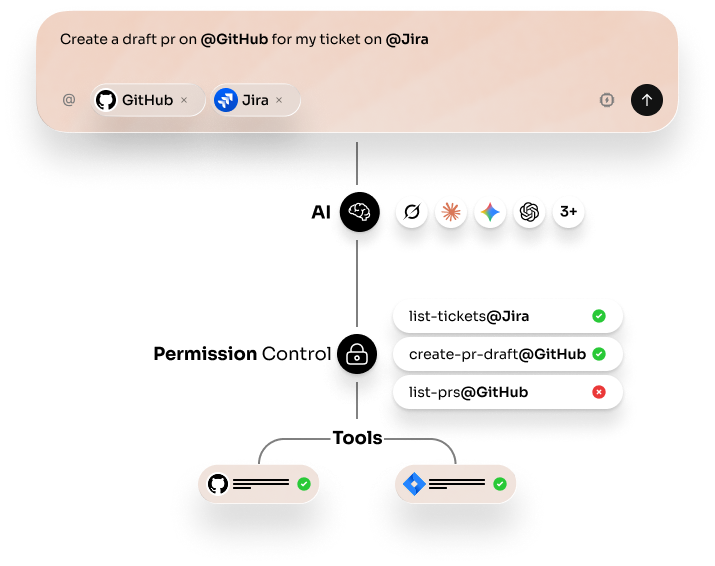 Create a draft pr on @GitHub for my ticket on @Jira
@ GitHub × Jira ×
AI 3+
list-tickets@Jira
Permission Control create-pr-draft@GitHub
list-prs@GitHub
Tools